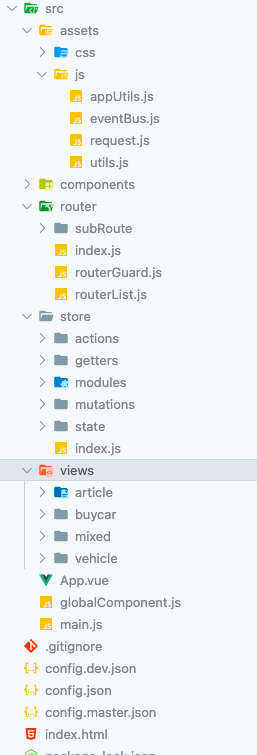 src
assets
css
js
appUtils.js
eventBus.js
request.js
utils.js
components
router
subRoute
index.js
routerGuard.js
routerList.js
store
actions
getters
modules
mutations
state
index.js
views
article
buycar
mixed
vehicle
App.vue
globalComponent.js
main.js
.gitignore
config.dev.json
config.json
config.master.json
index.html